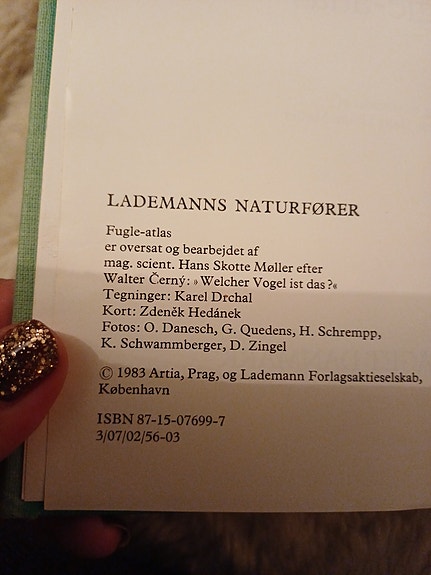 LADEMANNS NATURFØRER
Fugle-atlas
er oversat og bearbejdet af
mag. scient. Hans Skotte Møller efter
Walter Černý: »Welcher Vogel ist das?«
Tegninger: Karel Drchal
Kort: Zdeněk Hedánek
Fotos: O. Danesch, G. Quedens, H. Schrempp,
K. Schwammberger, D. Zingel
© 1983 Artia, Prag, og Lademann Forlagsaktieselskab,
København
ISBN 87-15-07699-7
3/07/02/56-03